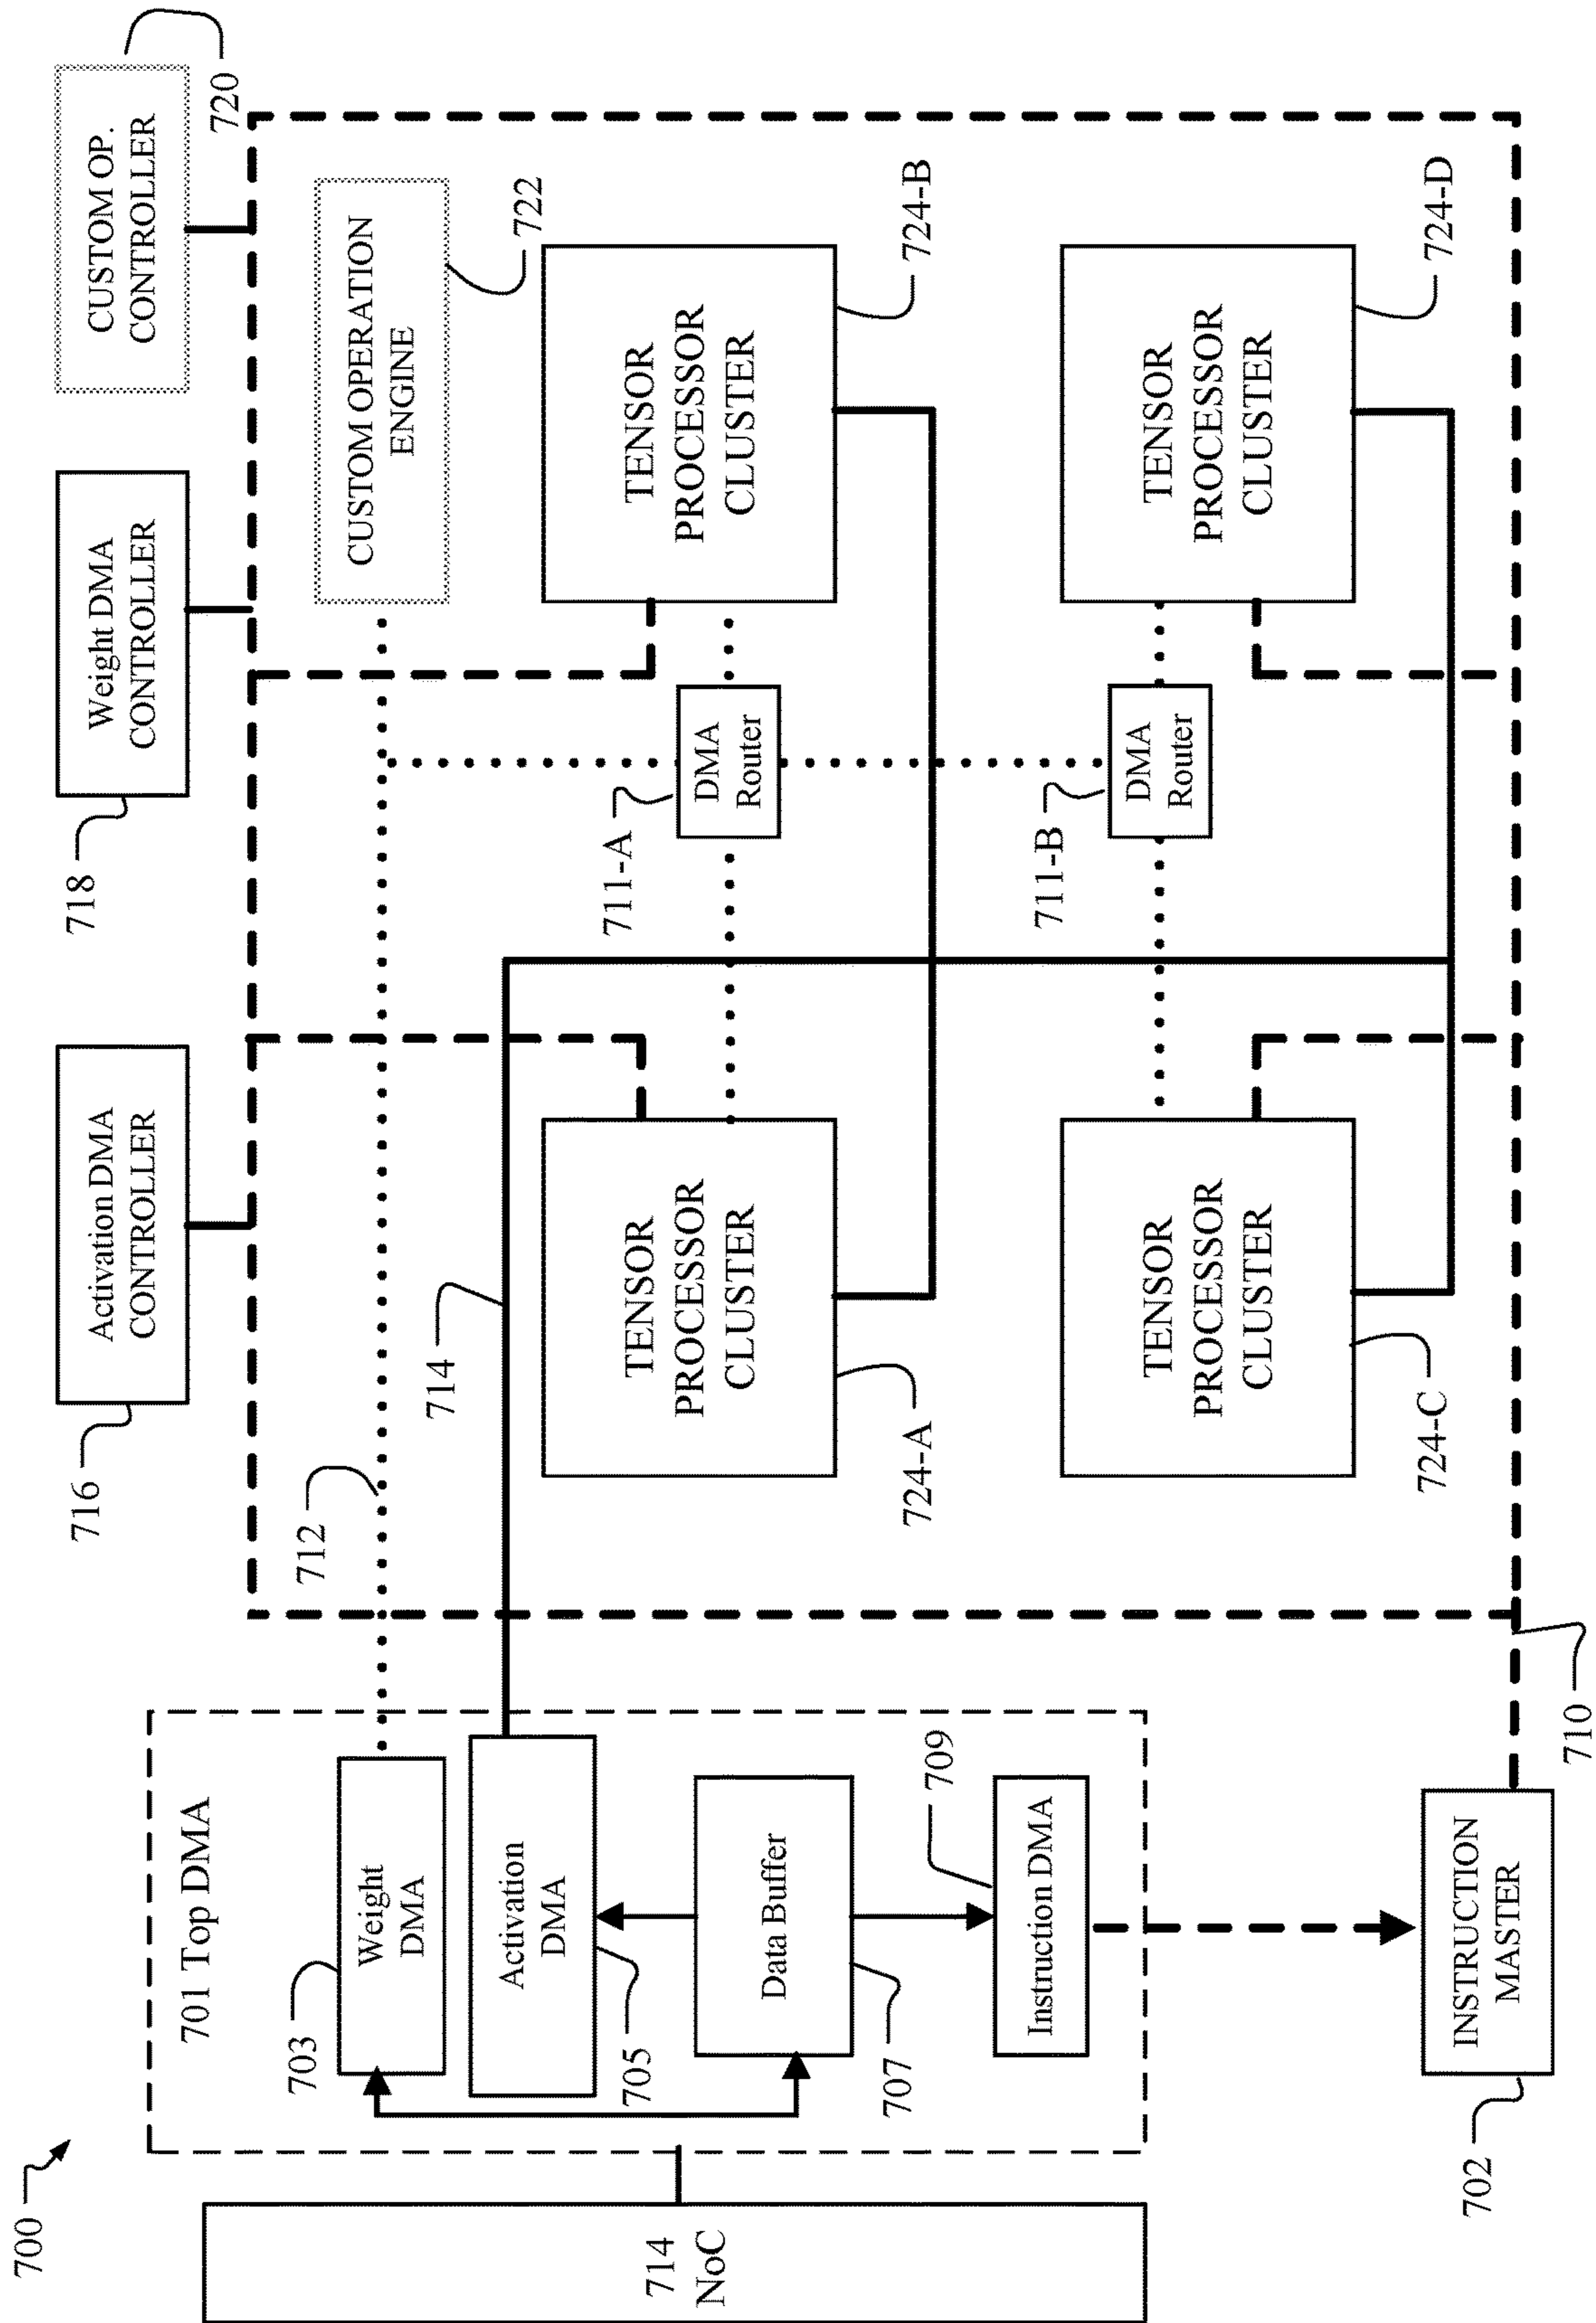 700
714
NoC
701 Top DMA
703
Weight
DMA
Activation
DMA
705
Data Buffer
707
709
Instruction DMA
INSTRUCTION
MASTER
702
710
712
714
716
Activation DMA
CONTROLLER
718
Weight DMA
CONTROLLER
CUSTOM OP.
CONTROLLER
720
CUSTOM OPERATION
ENGINE
722
TENSOR
PROCESSOR
CLUSTER
724-A
711-A
DMA
Router
TENSOR
PROCESSOR
CLUSTER
724-B
TENSOR
PROCESSOR
CLUSTER
724-C
711-B
DMA
Router
TENSOR
PROCESSOR
CLUSTER
724-D